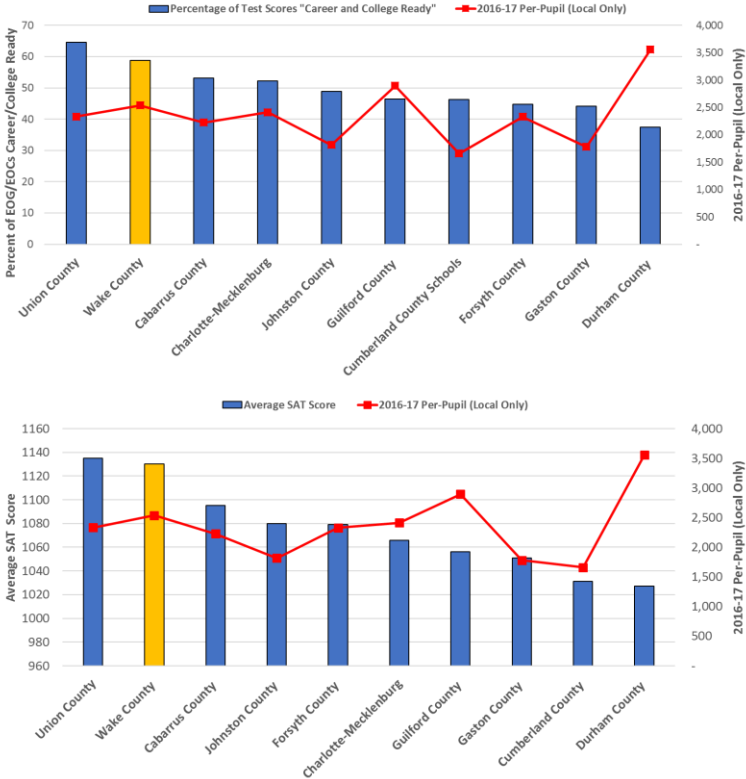 Percentage of Test Scores "Career and College Ready" 2016-17 Per-Pupil (Local Only)
Percent of EOG/EOCs Career/College Ready
70
60
50
40
30
20
10
0
4,000
3,500
3,000
2,500
2,000
1,500
1,000
500
-
2016-17 Per-Pupil (Local Only)
Union County
Wake County
Cabarrus County
Charlotte-Mecklenburg
Johnston County
Guilford County
Cumberland County Schools
Forsyth County
Gaston County
Durham County
Average SAT Score 2016-17 Per-Pupil (Local Only)
Average SAT Score
1160
1140
1120
1100
1080
1060
1040
1020
1000
980
960
4,000
3,500
3,000
2,500
2,000
1,500
1,000
500
-
2016-17 Per-Pupil (Local Only)
Union County
Wake County
Cabarrus County
Johnston County
Forsyth County
Charlotte-Mecklenburg
Guilford County
Gaston County
Cumberland County
Durham County